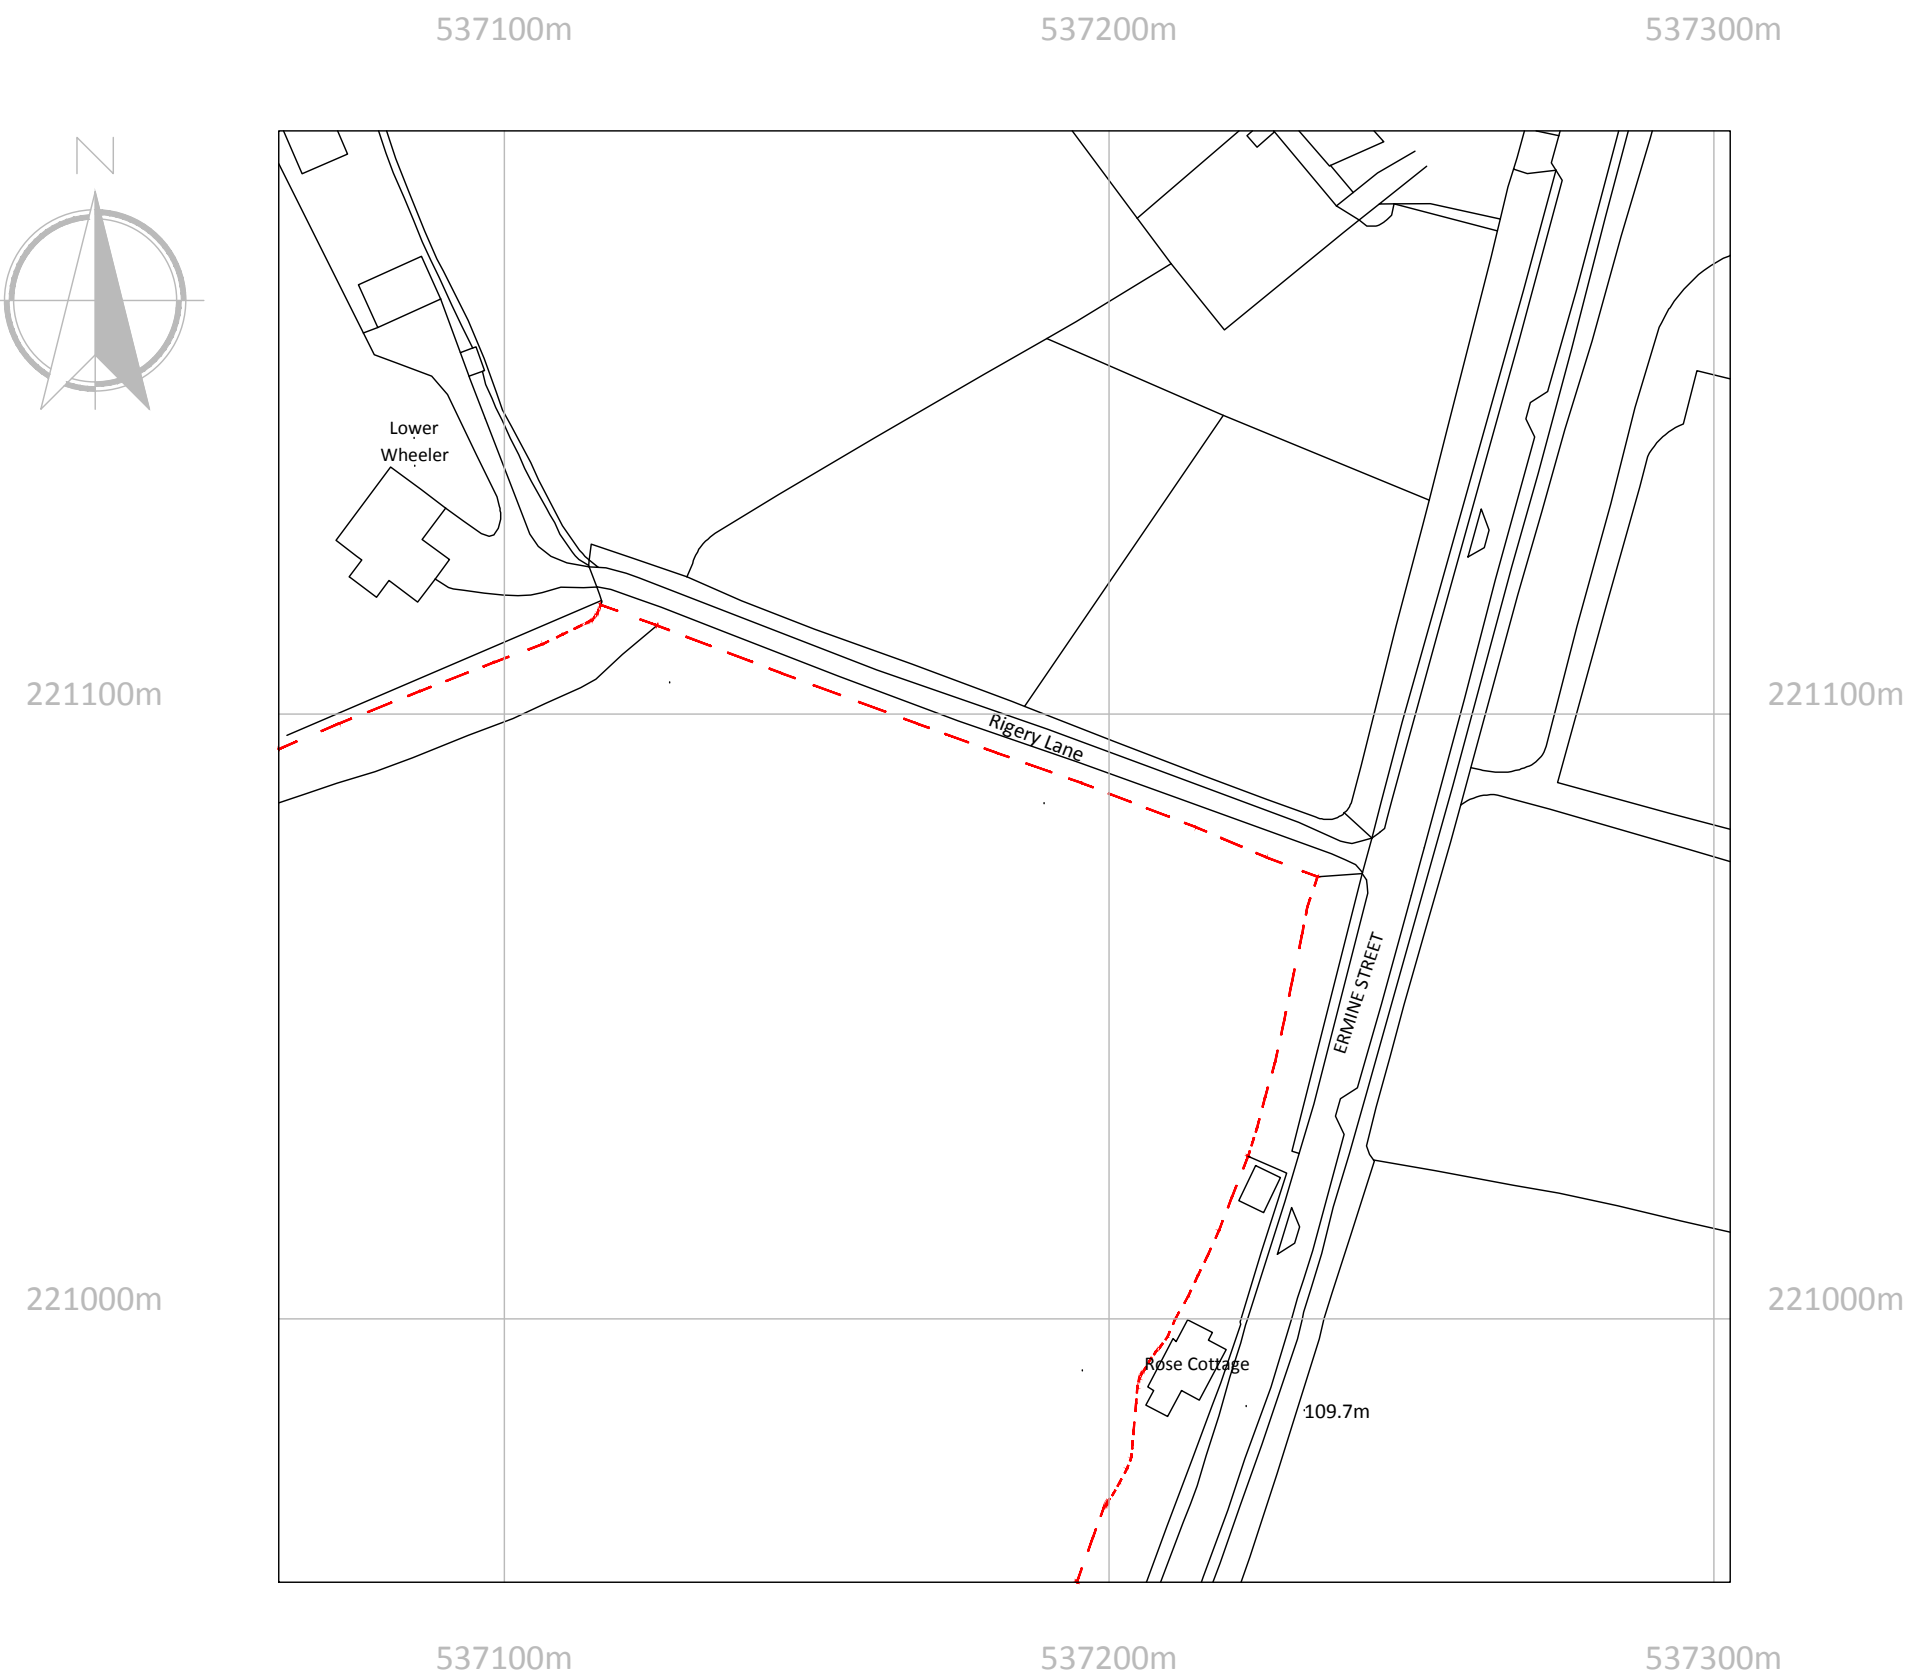 537100m
537200m
537300m
N
Lower
Wheeler
221100m
221100m
Rigery Lane
ERMINE STREET
221000m
221000m
Rose Cottage
109.7m
537100m
537200m
537300m